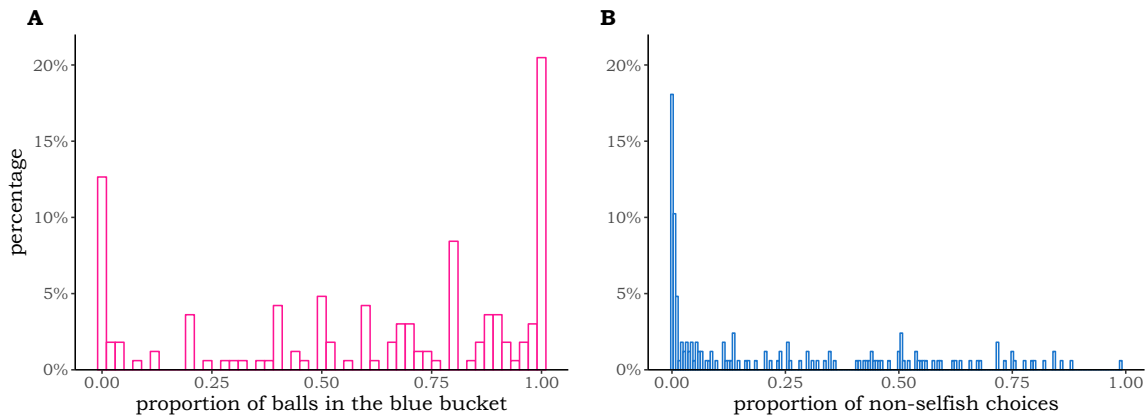 A
B
percentage
20%
15%
10%
5%
0%
0.00 0.25 0.50 0.75 1.00
proportion of balls in the blue bucket
20%
15%
10%
5%
0%
0.00 0.25 0.50 0.75 1.00
proportion of non-selfish choices